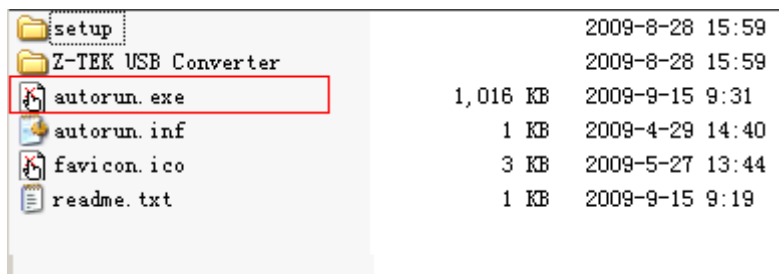 setup 2009-8-28 15:59
Z-TEK USB Converter 2009-8-28 15:59
autorun.exe 1,016 KB 2009-9-15 9:31
autorun.inf 1 KB 2009-4-29 14:40
favicon.ico 3 KB 2009-5-27 13:44
readme.txt 1 KB 2009-9-15 9:19